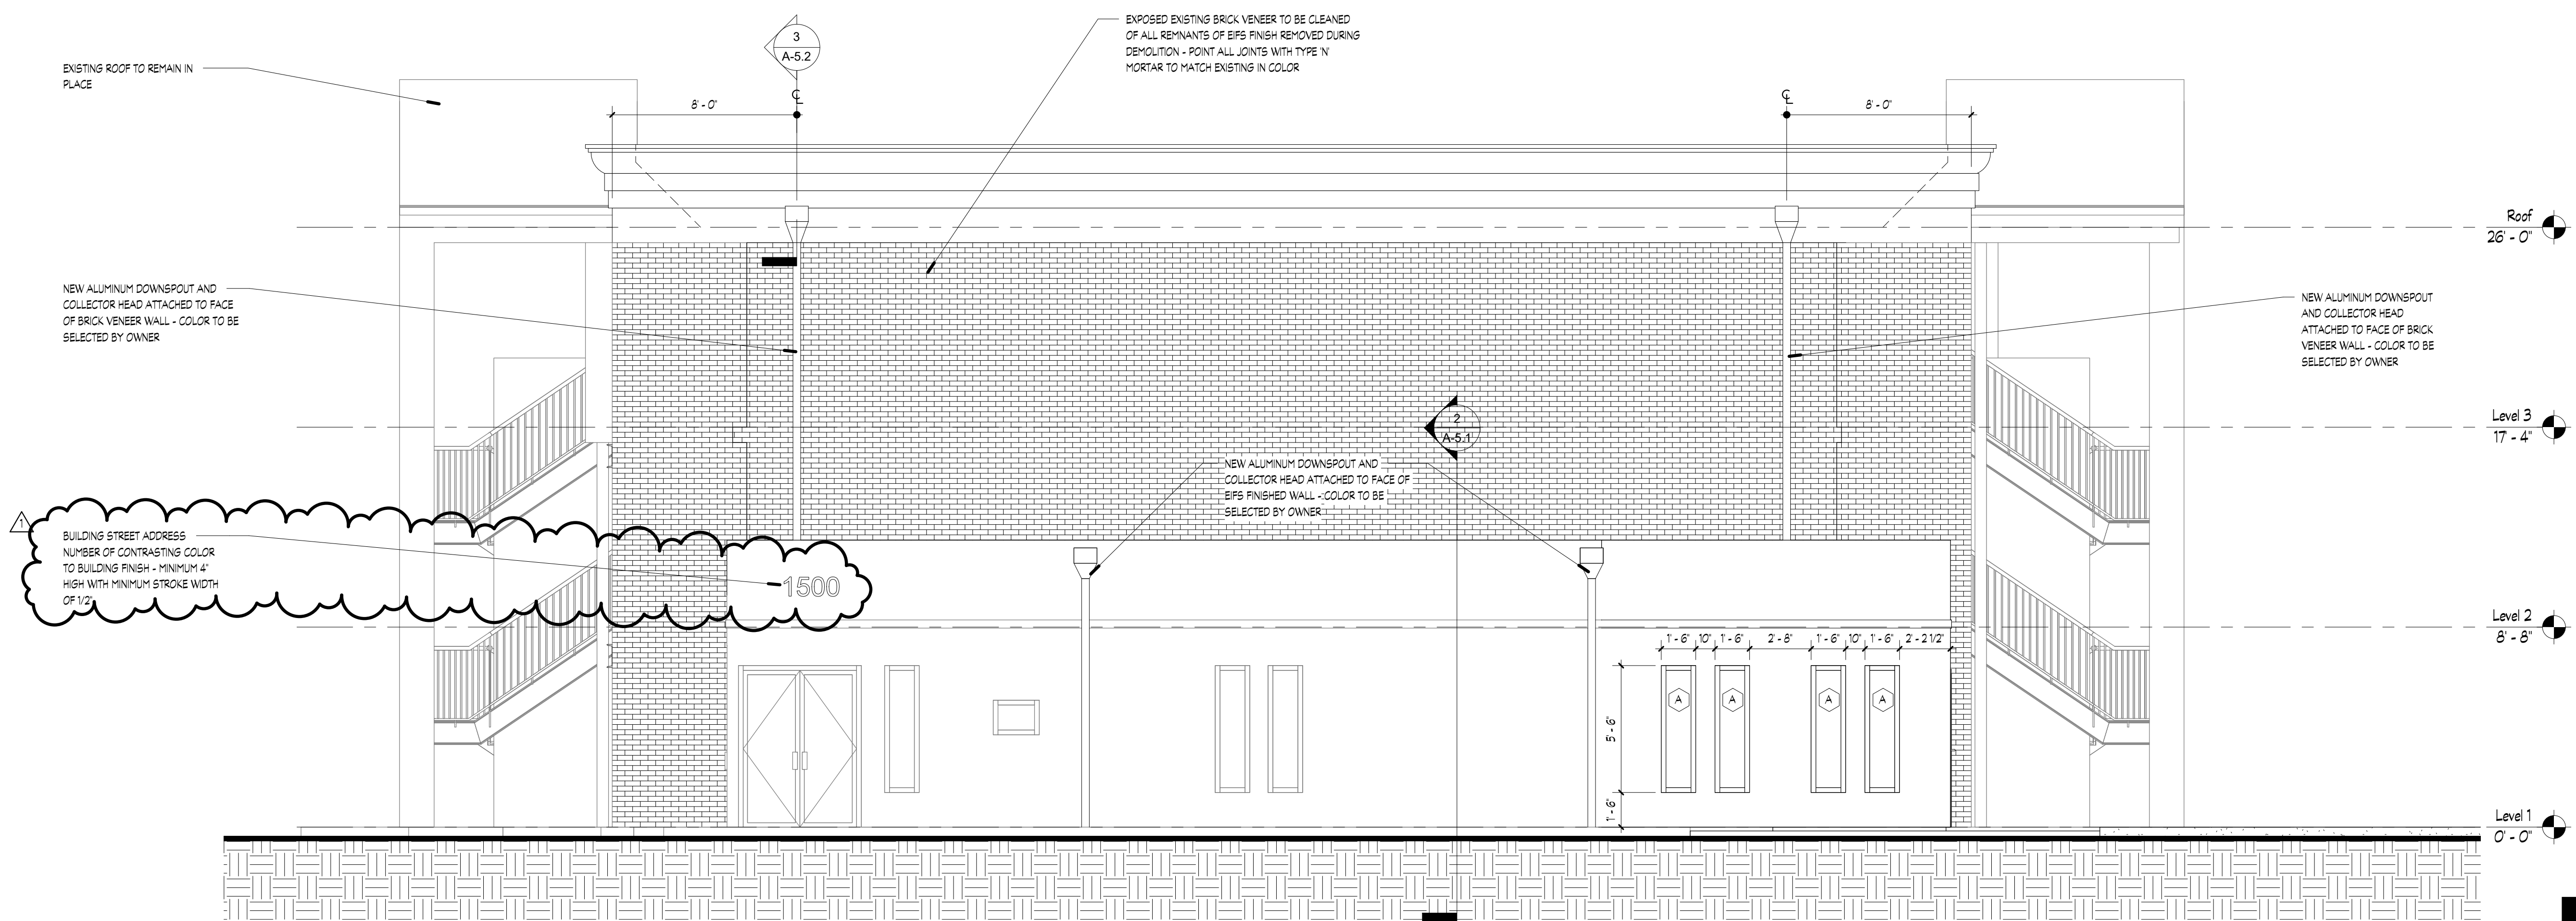 EXISTING ROOF TO REMAIN IN
PLACE
3
A-5.2
EXPOSED EXISTING BRICK VENEER TO BE CLEANED
OF ALL REMNANTS OF EIFS FINISH REMOVED DURING
DEMOLITION - POINT ALL JOINTS WITH TYPE 'N'
MORTAR TO MATCH EXISTING IN COLOR
8' - 0"
8' - 0"
Roof
26' - 0"
NEW ALUMINUM DOWNSPOUT AND
COLLECTOR HEAD ATTACHED TO FACE
OF BRICK VENEER WALL - COLOR TO BE
SELECTED BY OWNER
NEW ALUMINUM DOWNSPOUT
AND COLLECTOR HEAD
ATTACHED TO FACE OF BRICK
VENEER WALL - COLOR TO BE
SELECTED BY OWNER
2
A-5.1
Level 3
17 - 4"
NEW ALUMINUM DOWNSPOUT AND
COLLECTOR HEAD ATTACHED TO FACE OF
EIFS FINISHED WALL - COLOR TO BE
SELECTED BY OWNER
1
BUILDING STREET ADDRESS
NUMBER OF CONTRASTING COLOR
TO BUILDING FINISH - MINIMUM 4"
HIGH WITH MINIMUM STROKE WIDTH
OF 1/2"
1500
Level 2
8' - 8"
1' - 6" 10" 1' - 6" 2' - 8" 1' - 6" 10" 1' - 6" 2' - 2 1/2"
A A A A
5' - 6"
1' - 6"
Level 1
0' - 0"